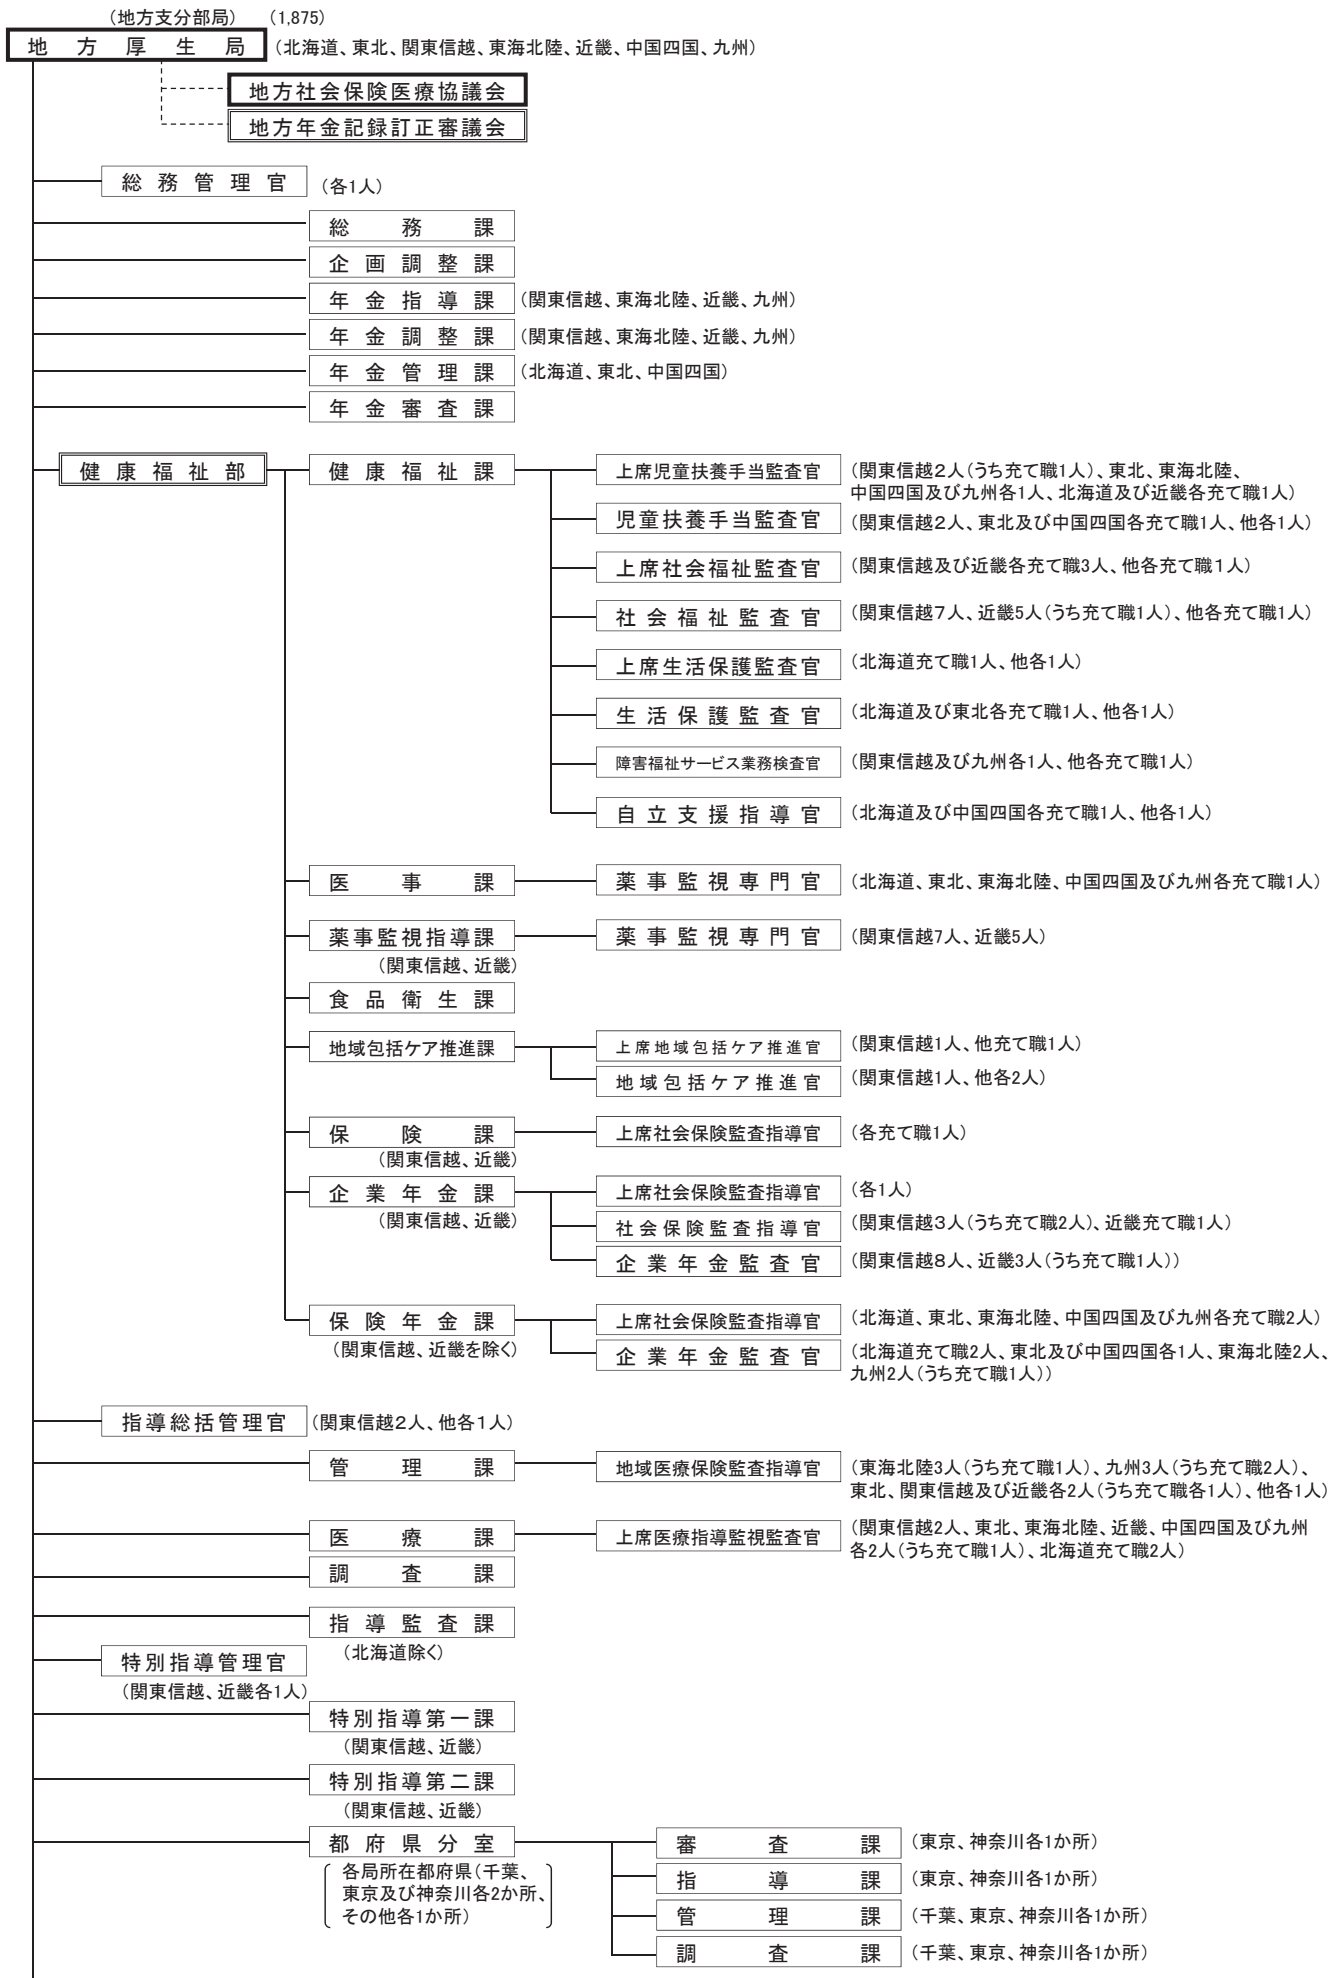 (地方支分部局) (1,875)
地方厚生局 (北海道、東北、関東信越、東海北陸、近畿、中国四国、九州)
地方社会保険医療協議会
地方年金記録訂正審議会
総務管理官 (各1人)
総務課
企画調整課
年金指導課 (関東信越、東海北陸、近畿、九州)
年金調整課 (関東信越、東海北陸、近畿、九州)
年金管理課 (北海道、東北、中国四国)
年金審査課
健康福祉部 健康福祉課 上席児童扶養手当監査官 (関東信越2人(うち充て職1人)、東北、東海北陸、
中国四国及び九州各1人、北海道及び近畿各充て職1人)
児童扶養手当監査官 (関東信越2人、東北及び中国四国各充て職1人、他各1人)
上席社会福祉監査官 (関東信越及び近畿各充て職3人、他各充て職1人)
社会福祉監査官 (関東信越7人、近畿5人(うち充て職1人)、他各充て職1人)
上席生活保護監査官 (北海道充て職1人、他各1人)
生活保護監査官 (北海道及び東北各充て職1人、他各1人)
障害福祉サービス業務検査官 (関東信越及び九州各1人、他各充て職1人)
自立支援指導官 (北海道及び中国四国各充て職1人、他各1人)
医事課 薬事監視専門官 (北海道、東北、東海北陸、中国四国及び九州各充て職1人)
薬事監視指導課 薬事監視専門官 (関東信越7人、近畿5人)
(関東信越、近畿)
食品衛生課
地域包括ケア推進課 上席地域包括ケア推進官 (関東信越1人、他充て職1人)
地域包括ケア推進官 (関東信越1人、他各2人)
保険課 上席社会保険監査指導官 (各充て職1人)
(関東信越、近畿)
企業年金課 上席社会保険監査指導官 (各1人)
(関東信越、近畿)
社会保険監査指導官 (関東信越3人(うち充て職2人)、近畿充て職1人)
企業年金監査官 (関東信越8人、近畿3人(うち充て職1人))
保険年金課 上席社会保険監査指導官 (北海道、東北、東海北陸、中国四国及び九州各充て職2人)
(関東信越、近畿を除く)
企業年金監査官 (北海道充て職2人、東北及び中国四国各1人、東海北陸2人、
九州2人(うち充て職1人))
指導総括管理官 (関東信越2人、他各1人)
管理課 地域医療保険監査指導官 (東海北陸3人(うち充て職1人)、九州3人(うち充て職2人)、
東北、関東信越及び近畿各2人(うち充て職各1人)、他各1人)
医療課 上席医療指導監視監査官 (関東信越2人、東北、東海北陸、近畿、中国四国及び九州
各2人(うち充て職1人)、北海道充て職2人)
調査課
指導監査課
(北海道除く)
特別指導管理官
(関東信越、近畿各1人)
特別指導第一課
(関東信越、近畿)
特別指導第二課
(関東信越、近畿)
都府県分室
各局所在都府県(千葉、
東京及び神奈川各2か所、
その他各1か所)
審査課 (東京、神奈川各1か所)
指導課 (東京、神奈川各1か所)
管理課 (千葉、東京、神奈川各1か所)
調査課 (千葉、東京、神奈川各1か所)